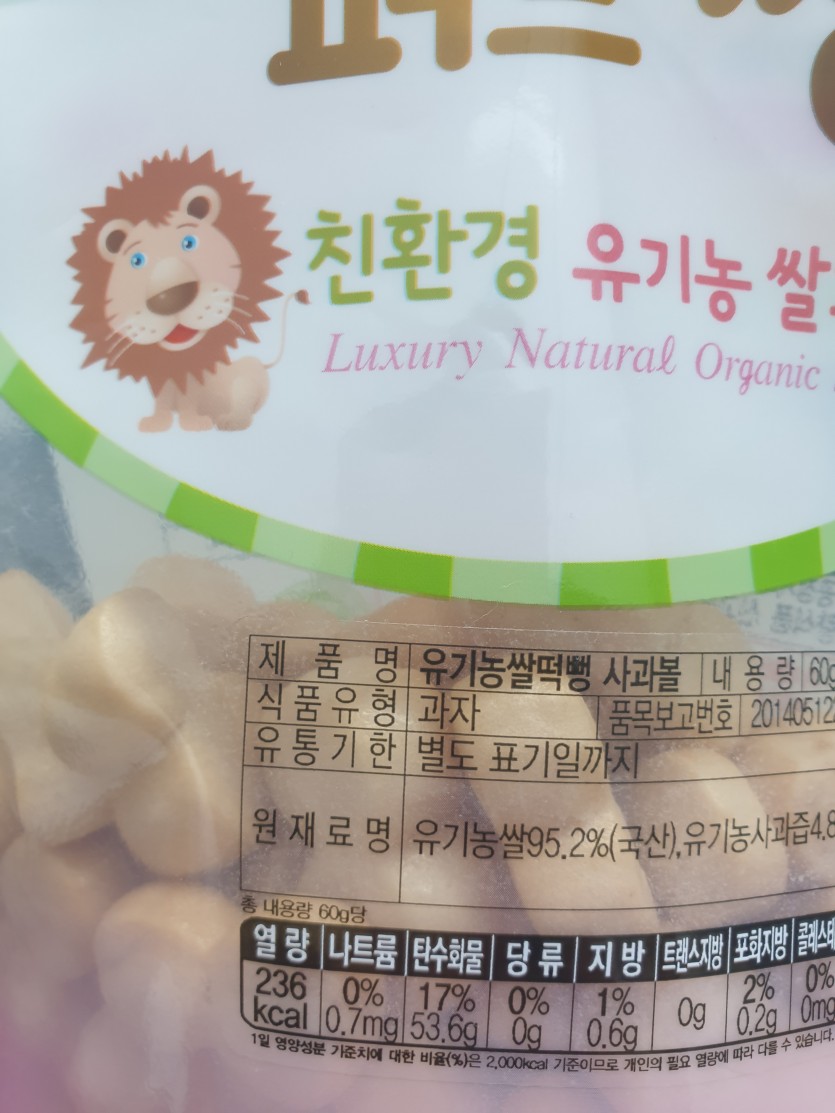 친환경 유기농 쌀
Luxury Natural Organic
제 품 명 유기농쌀떡뻥 사과볼 내 용 량 60g
식품유형 과자 품목보고번호 201405122
유통기한 별도 표기일까지
원 재 료 명 유기농쌀95.2%(국산),유기농사과즙4.8
총 내용량 60g당
열 량 나트륨 탄수화물 당 류 지 방 트랜스지방 포화지방 콜레스테
236 0% 17% 0% 1% 0g 2% 0%
kcal 0.7mg 53.6g 0g 0.6g 0.2g 0mg
1일 영양성분 기준치에 대한 비율(%)은 2,000kcal 기준이므로 개인의 필요 열량에 따라 다를 수 있습니다.